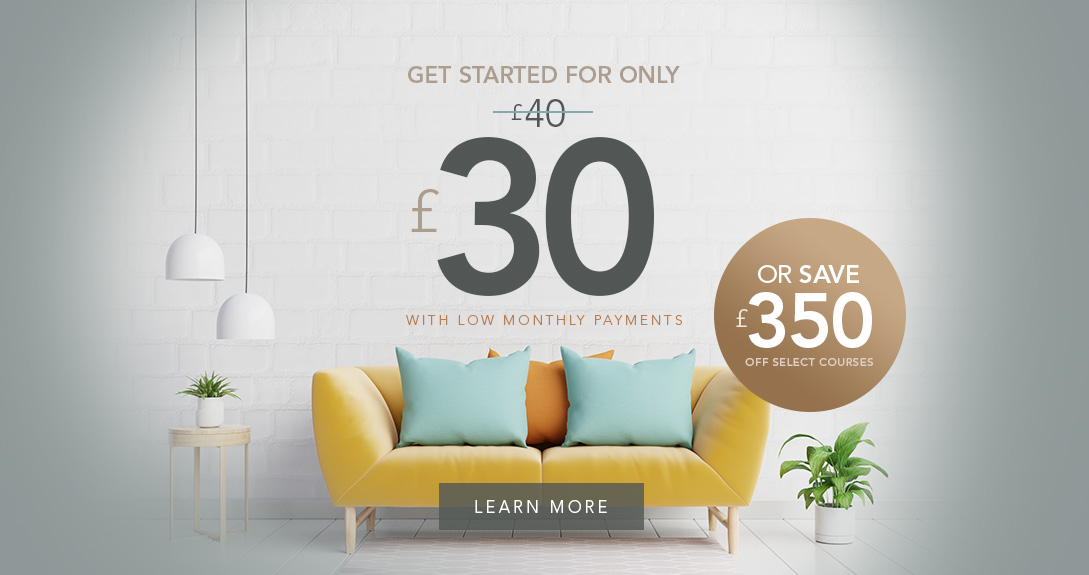 GET STARTED FOR ONLY
£40
£30
WITH LOW MONTHLY PAYMENTS
OR SAVE
£350
OFF SELECT COURSES
LEARN MORE